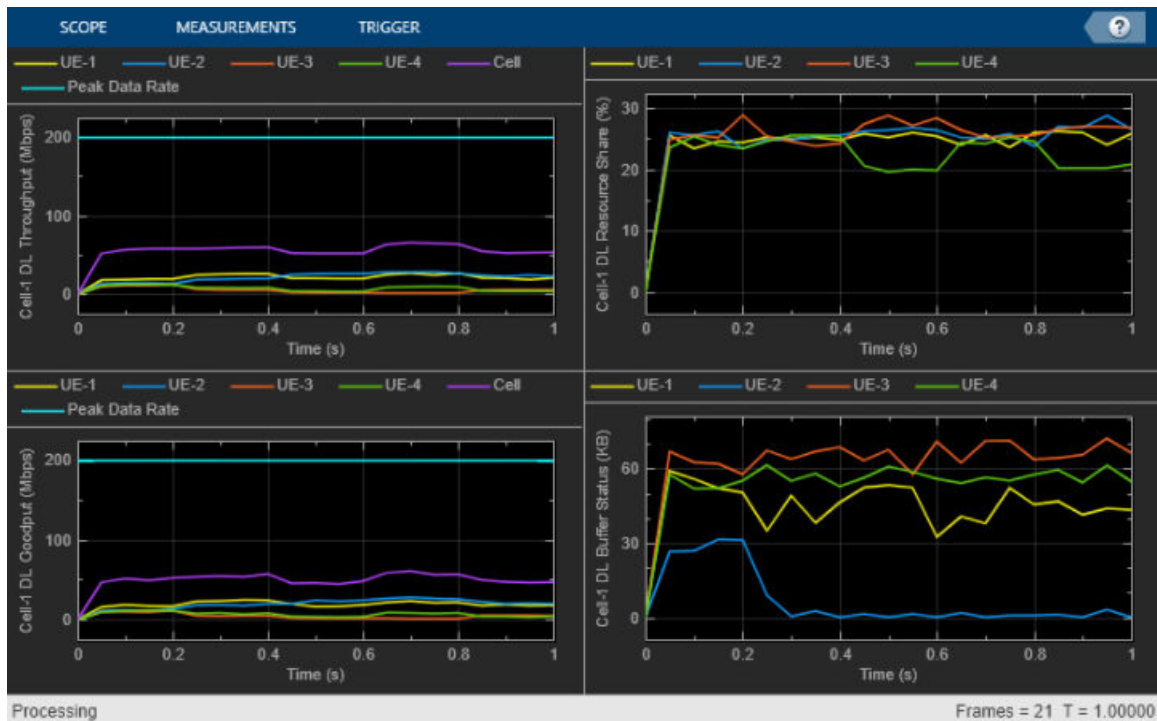 SCOPE MEASUREMENTS TRIGGER ?
UE-1 UE-2 UE-3 UE-4 Cell
Peak Data Rate
Cell-1 DL Throughput (Mbps)
200
100
0
0 0.2 0.4 0.6 0.8 1
Time (s)
UE-1 UE-2 UE-3 UE-4
Cell-1 DL Resource Share (%)
30
20
10
0
0 0.2 0.4 0.6 0.8 1
Time (s)
UE-1 UE-2 UE-3 UE-4 Cell
Peak Data Rate
Cell-1 DL Goodput (Mbps)
200
100
0
0 0.2 0.4 0.6 0.8 1
Time (s)
UE-1 UE-2 UE-3 UE-4
Cell-1 DL Buffer Status (KB)
60
30
0
0 0.2 0.4 0.6 0.8 1
Time (s)
Processing Frames = 21 T = 1.00000